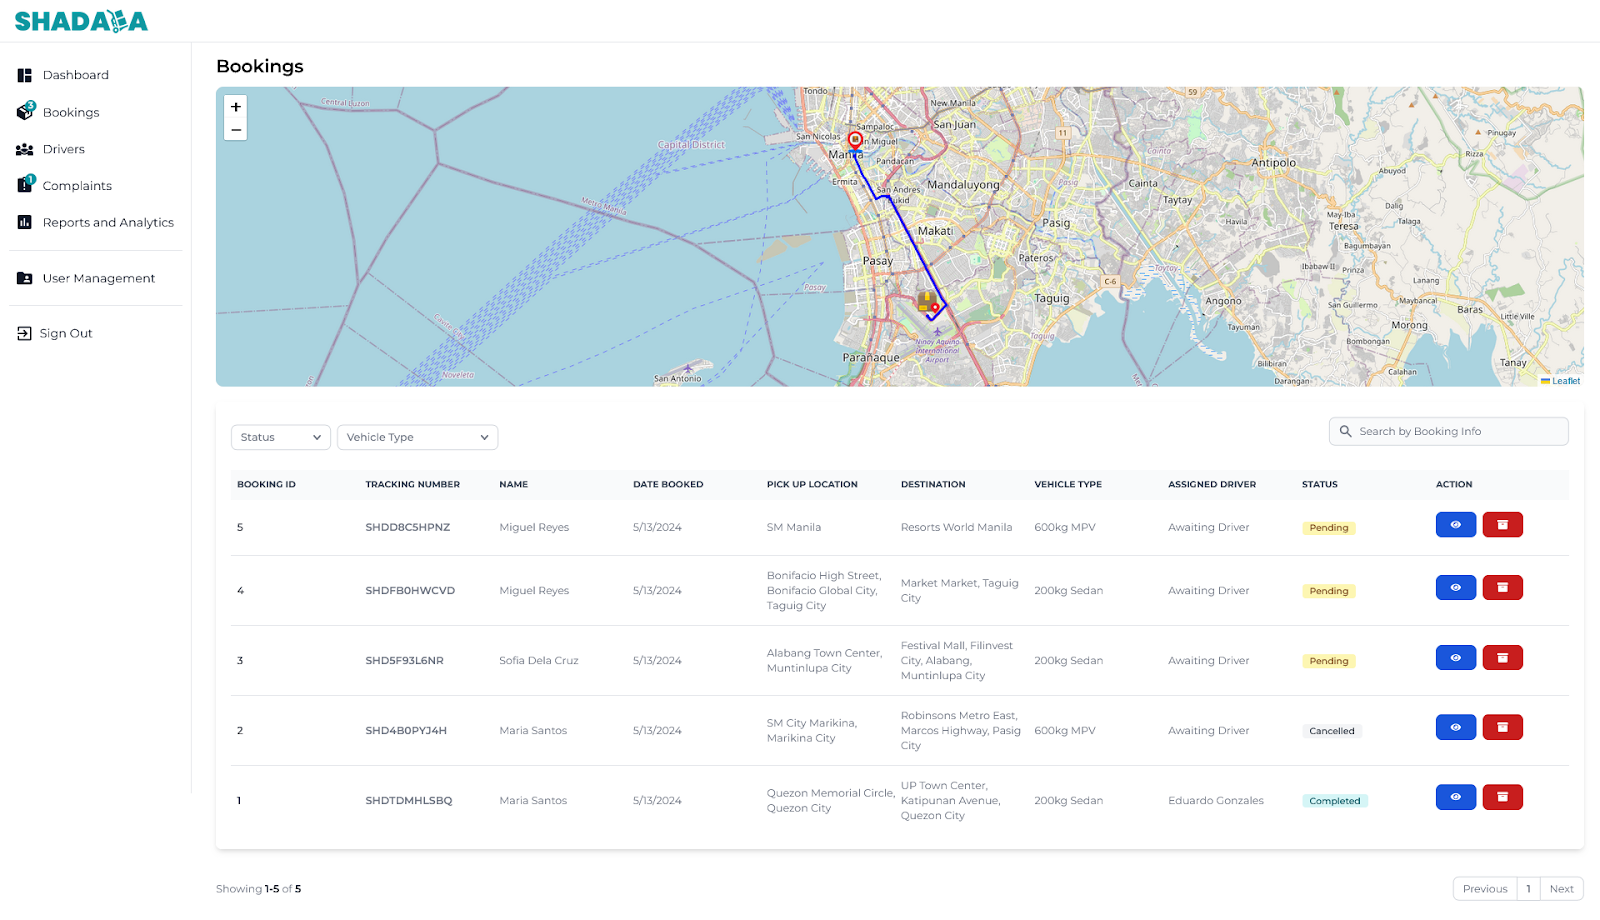 SHADALA
Dashboard
3
Bookings
Drivers
1
Complaints
Reports and Analytics
User Management
Sign Out
Bookings
+
−
Central Luzon
Capital District
Metro Manila
Pasay
Noveleta
San Antonio
Tondo
Sampaloc
San Nicolas
San Miguel
Manila
Pandacan
Ermita
San Andres
Bukid
New Manila
San Juan
Mandaluyong
Makati
Pasay
Pasig
Pateros
Taguig
Taguig
Ninoy Aquino
International
Airport
Parañaque
11
59
C-6
Pasig
Cainta
Cainta
Taytay
Taytay
Antipolo
Havila
Angono
Tayuman
Bilibiran
Darangan
Pinugay
Rizza
Abuyod
Dalig
May-Iba
Teresa
Talaga
Bagumbayan
Ibabaw II
Prinza
Lanang
San Guillermo
Maybancal
Morong
Baras
Little Ville
Calahan
Tanay
Leaflet
Status
Vehicle Type
Search by Booking Info
BOOKING ID TRACKING NUMBER NAME DATE BOOKED PICK UP LOCATION DESTINATION VEHICLE TYPE ASSIGNED DRIVER STATUS ACTION
5 SHDD8C5HPNZ Miguel Reyes 5/13/2024 SM Manila Resorts World Manila 600kg MPV Awaiting Driver Pending
4 SHDFB0HWCVD Miguel Reyes 5/13/2024
Bonifacio High Street,
Bonifacio Global City,
Taguig City
Market Market, Taguig
City
200kg Sedan Awaiting Driver Pending
3 SHD5F93L6NR Sofia Dela Cruz 5/13/2024
Alabang Town Center,
Muntinlupa City
Festival Mall, Filinvest
City, Alabang,
Muntinlupa City
200kg Sedan Awaiting Driver Pending
2 SHD4B0PYJ4H Maria Santos 5/13/2024
SM City Marikina,
Marikina City
Robinsons Metro East,
Marcos Highway, Pasig
City
600kg MPV Awaiting Driver Cancelled
1 SHDTDMHLSBQ Maria Santos 5/13/2024
Quezon Memorial Circle,
Quezon City
UP Town Center,
Katipunan Avenue,
Quezon City
200kg Sedan Eduardo Gonzales Completed
Showing 1-5 of 5
Previous 1 Next